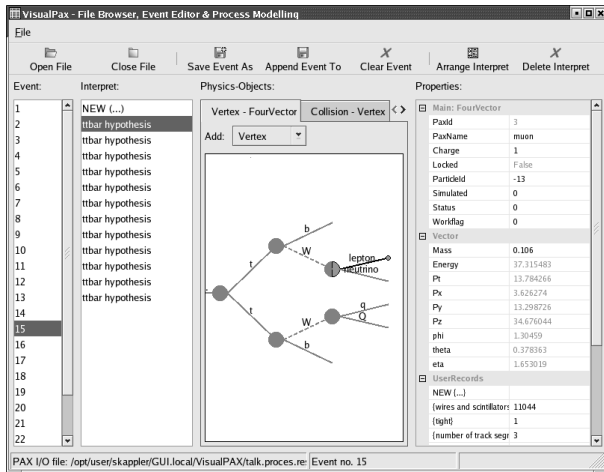 VisualPax - File Browser, Event Editor & Process Modelling
File
Open File Close File Save Event As Append Event To Clear Event Arrange Interpret Delete Interpret
Event: Interpret: Physics-Objects: Properties:
1
2
3
4
5
6
7
8
9
10
11
12
13
14
15
16
17
18
19
20
21
22
NEW (...)
ttbar hypothesis
ttbar hypothesis
ttbar hypothesis
ttbar hypothesis
ttbar hypothesis
ttbar hypothesis
ttbar hypothesis
ttbar hypothesis
ttbar hypothesis
ttbar hypothesis
ttbar hypothesis
ttbar hypothesis
Vertex - FourVector Collision - Vertex
Add: Vertex
b
W
lepton
neutrino
t
q
Q
t
W
b
Main: FourVector
PaxId 3
PaxName muon
Charge 1
Locked False
ParticleId -13
Simulated 0
Status 0
Workflag 0
Vector
Mass 0.106
Energy 37.315483
Pt 13.784266
Px 3.626274
Py 13.298726
Pz 34.676044
phi 1.30459
theta 0.378363
eta 1.653019
UserRecords
NEW (...)
(wires and scintillators 11044
(tight) 1
(number of track segr 3
PAX I/O file: /opt/user/skappler/GUI.local/VisualPAX/talk.proces.re: Event no. 15